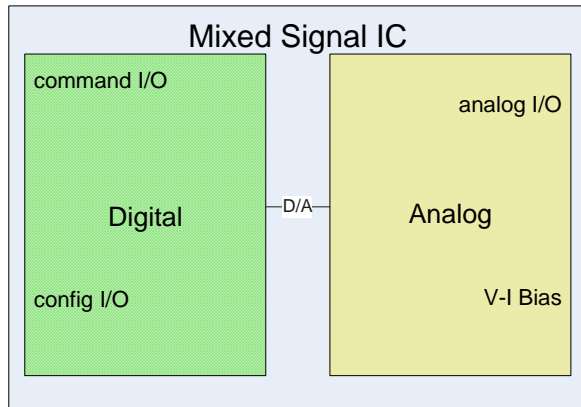 Mixed Signal IC
command I/O
analog I/O
Digital
D/A
Analog
config I/O
V-I Bias